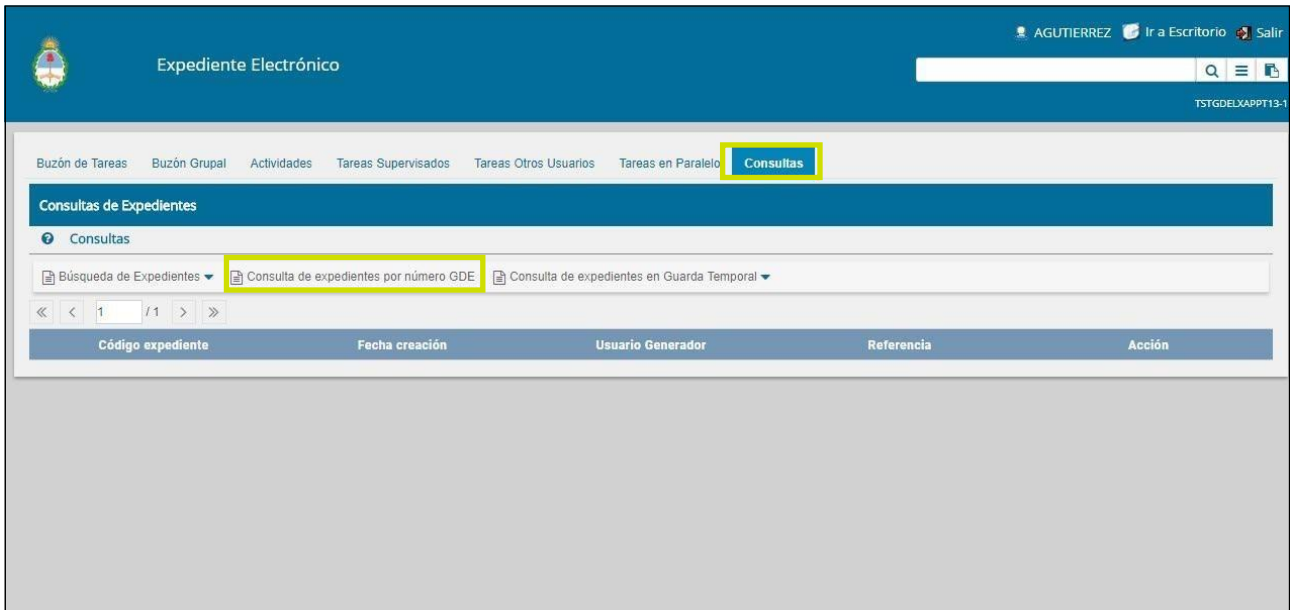 AGUTIERREZ Ir a Escritorio Salir
Expediente Electrónico
TSTGDELXAPPT13-1
Buzón de Tareas Buzón Grupal Actividades Tareas Supervisados Tareas Otros Usuarios Tareas en Paralelo Consultas
Consultas de Expedientes
Consultas
Búsqueda de Expedientes Consulta de expedientes por número GDE Consulta de expedientes en Guarda Temporal
1 / 1
Código expediente Fecha creación Usuario Generador Referencia Acción